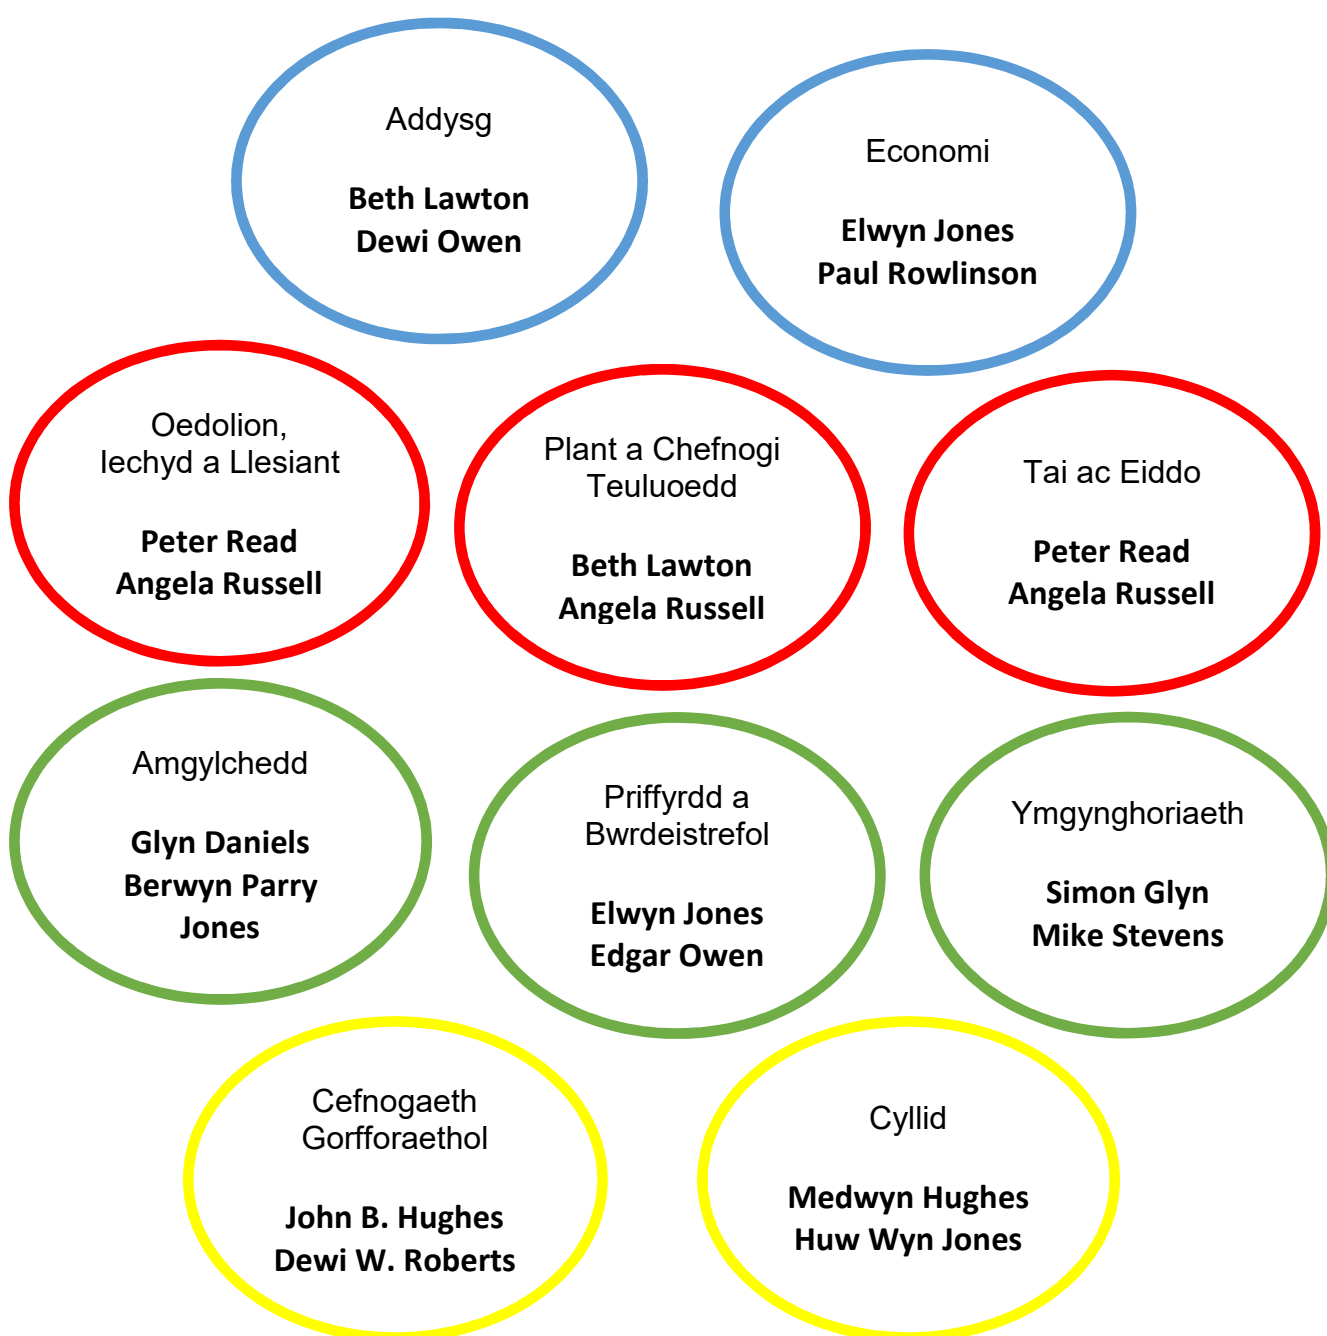 Addysg
Beth Lawton
Dewi Owen
Economi
Elwyn Jones
Paul Rowlinson
Oedolion,
Iechyd a Llesiant
Peter Read
Angela Russell
Plant a Chefnogi
Teuluoedd
Beth Lawton
Angela Russell
Tai ac Eiddo
Peter Read
Angela Russell
Amgylchedd
Glyn Daniels
Berwyn Parry
Jones
Priffyrdd a
Bwrdeistrefol
Elwyn Jones
Edgar Owen
Ymgynghoriaeth
Simon Glyn
Mike Stevens
Cefnogaeth
Gorfforaethol
John B. Hughes
Dewi W. Roberts
Cyllid
Medwyn Hughes
Huw Wyn Jones